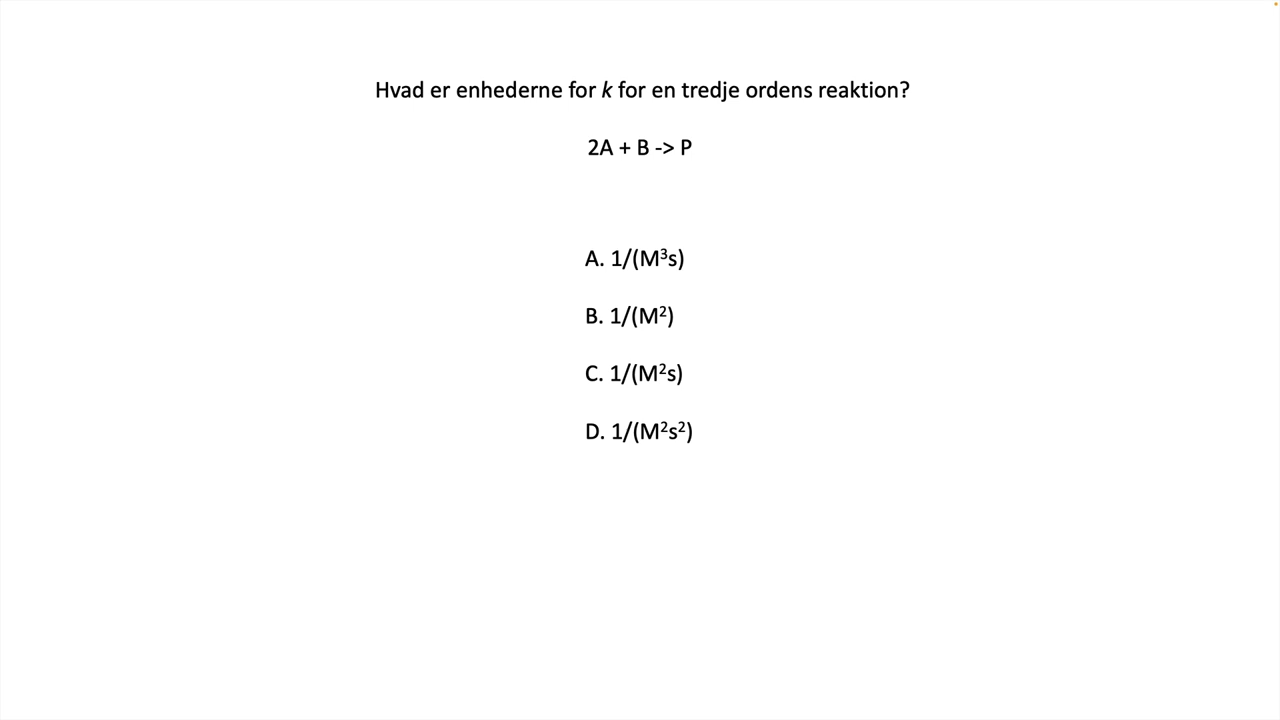 Hvad er enhederne for k for en tredje ordens reaktion?
2A + B -> P
A. 1/(M³s)
B. 1/(M²)
C. 1/(M²s)
D. 1/(M²s²)